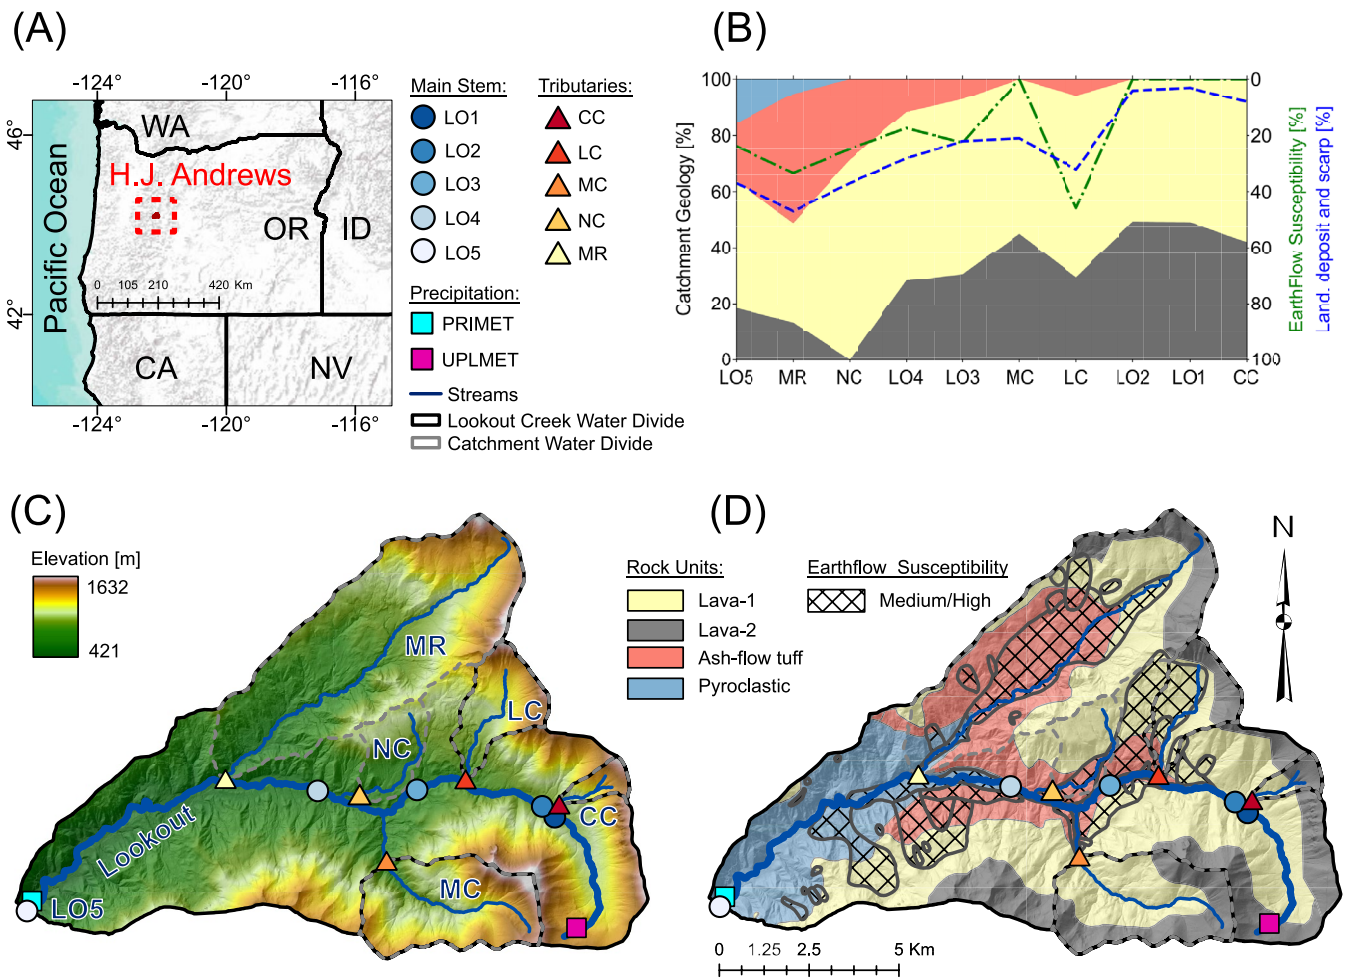 (A)
-124°
-120°
-116°
46°
42°
WA
H.J. Andrews
Pacific Ocean
OR
ID
0 105 210 420 Km
CA
NV
-124°
-120°
-116°
Main Stem:
LO1
LO2
LO3
LO4
LO5
Tributaries:
CC
LC
MC
NC
MR
Precipitation:
PRIMET
UPLMET
Streams
Lookout Creek Water Divide
Catchment Water Divide
(B)
Catchment Geology [%]
100
80
60
40
20
0
0
20
40
60
80
100
EarthFlow Susceptibility [%]
Land. deposit and scarp [%]
LO5 MR NC LO4 LO3 MC LC LO2 LO1 CC
(C)
Elevation [m]
1632
421
MR
LC
NC
CC
Lookout
MC
LO5
(D)
Rock Units:
Lava-1
Lava-2
Ash-flow tuff
Pyroclastic
Earthflow Susceptibility
Medium/High
N
0 1.25 2.5 5 Km